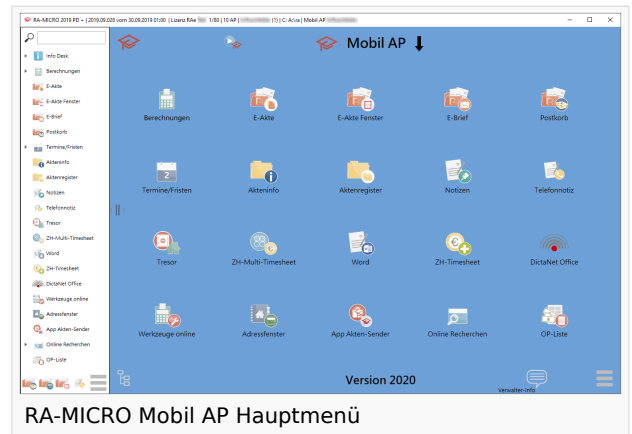 RA-MICRO 2019 PD + | 2019.09.028 vom 30.09.2019 01:00 | Lizenz RAe 1/80 | 10 AP | (1) | C: A:\ra | Mobil AP
Info Desk
Berechnungen
E-Akte
E-Akte Fenster
E-Brief
Postkorb
Termine/Fristen
Akteninfo
Aktenregister
Notizen
Telefonnotiz
Tresor
ZH-Multi-Timesheet
Word
ZH-Timesheet
DictaNet Office
Werkzeuge online
Adressfenster
App Akten-Sender
Online Recherchen
OP-Liste
Mobil AP
Berechnungen E-Akte E-Akte Fenster E-Brief Postkorb
2
Termine/Fristen Akteninfo Aktenregister Notizen Telefonnotiz
Tresor ZH-Multi-Timesheet Word ZH-Timesheet DictaNet Office
Werkzeuge online Adressfenster App Akten-Sender Online Recherchen OP-Liste
Version 2020
Verwalter-Info
RA-MICRO Mobil AP Hauptmenü